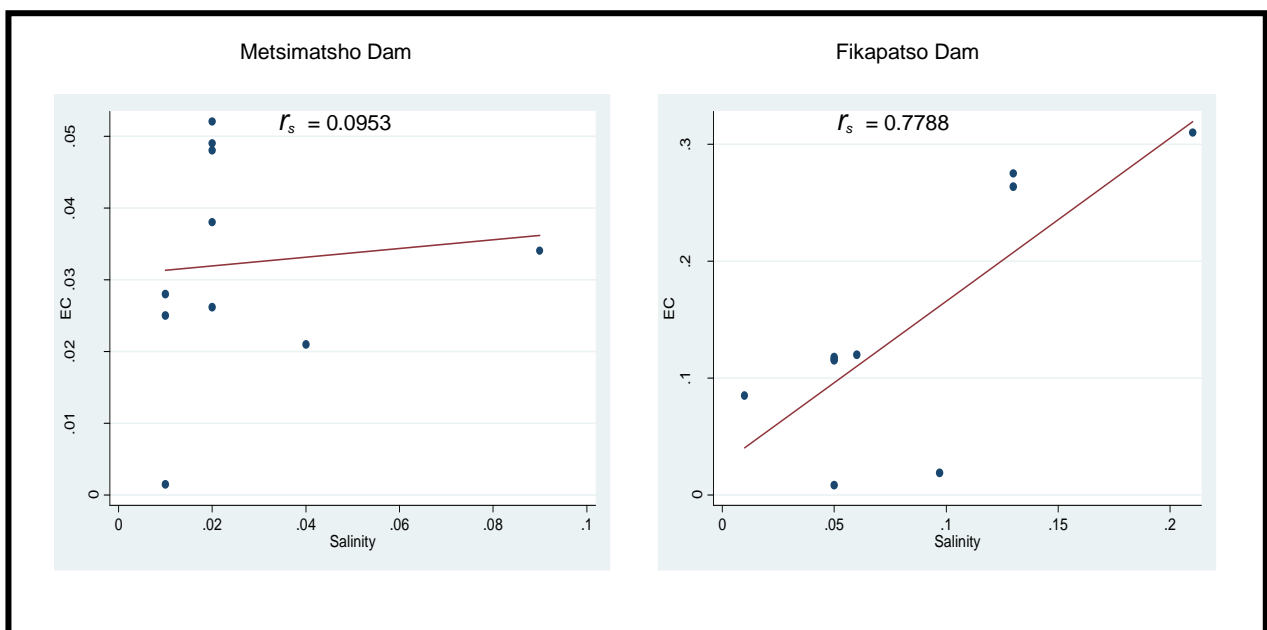 Metsimatsho Dam
rs = 0.0953
.05
.04
.03
.02
.01
0
EC
0 .02 .04 .06 .08 .1
Salinity
Fikapatso Dam
rs = 0.7788
.3
.2
.1
0
EC
0 .05 .1 .15 .2
Salinity